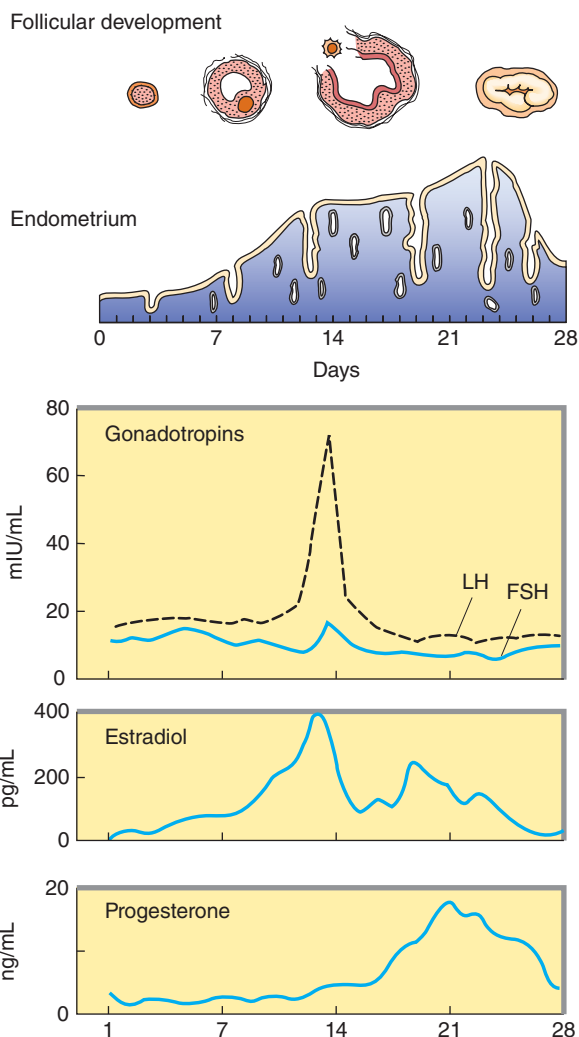 Follicular development
Endometrium
0 7 14 21 28
Days
80
Gonadotropins
60
mIU/mL
40
LH
FSH
20
0
400
Estradiol
pg/mL
200
0
20
Progesterone
ng/mL
0
1 7 14 21 28